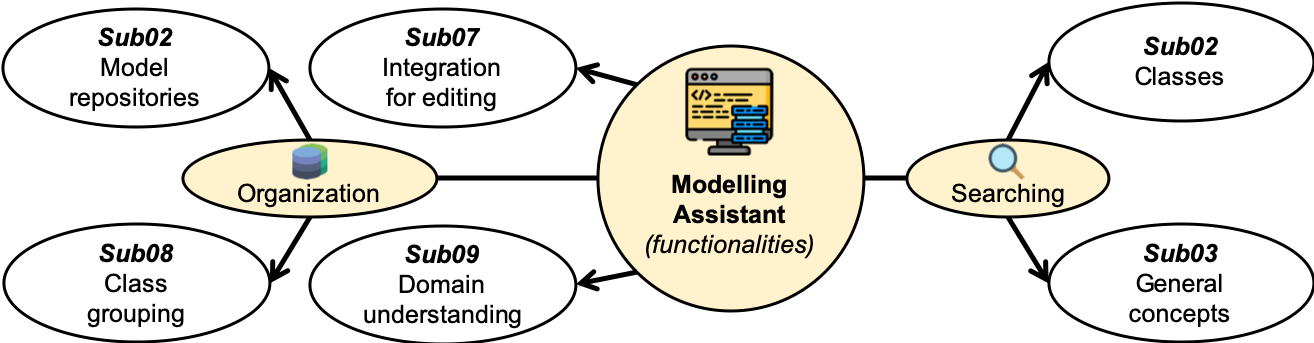 Sub02
Model
repositories
Sub07
Integration
for editing
Organization
Sub08
Class
grouping
Sub09
Domain
understanding
</>
Modelling
Assistant
(functionalities)
Sub02
Classes
Searching
Sub03
General
concepts